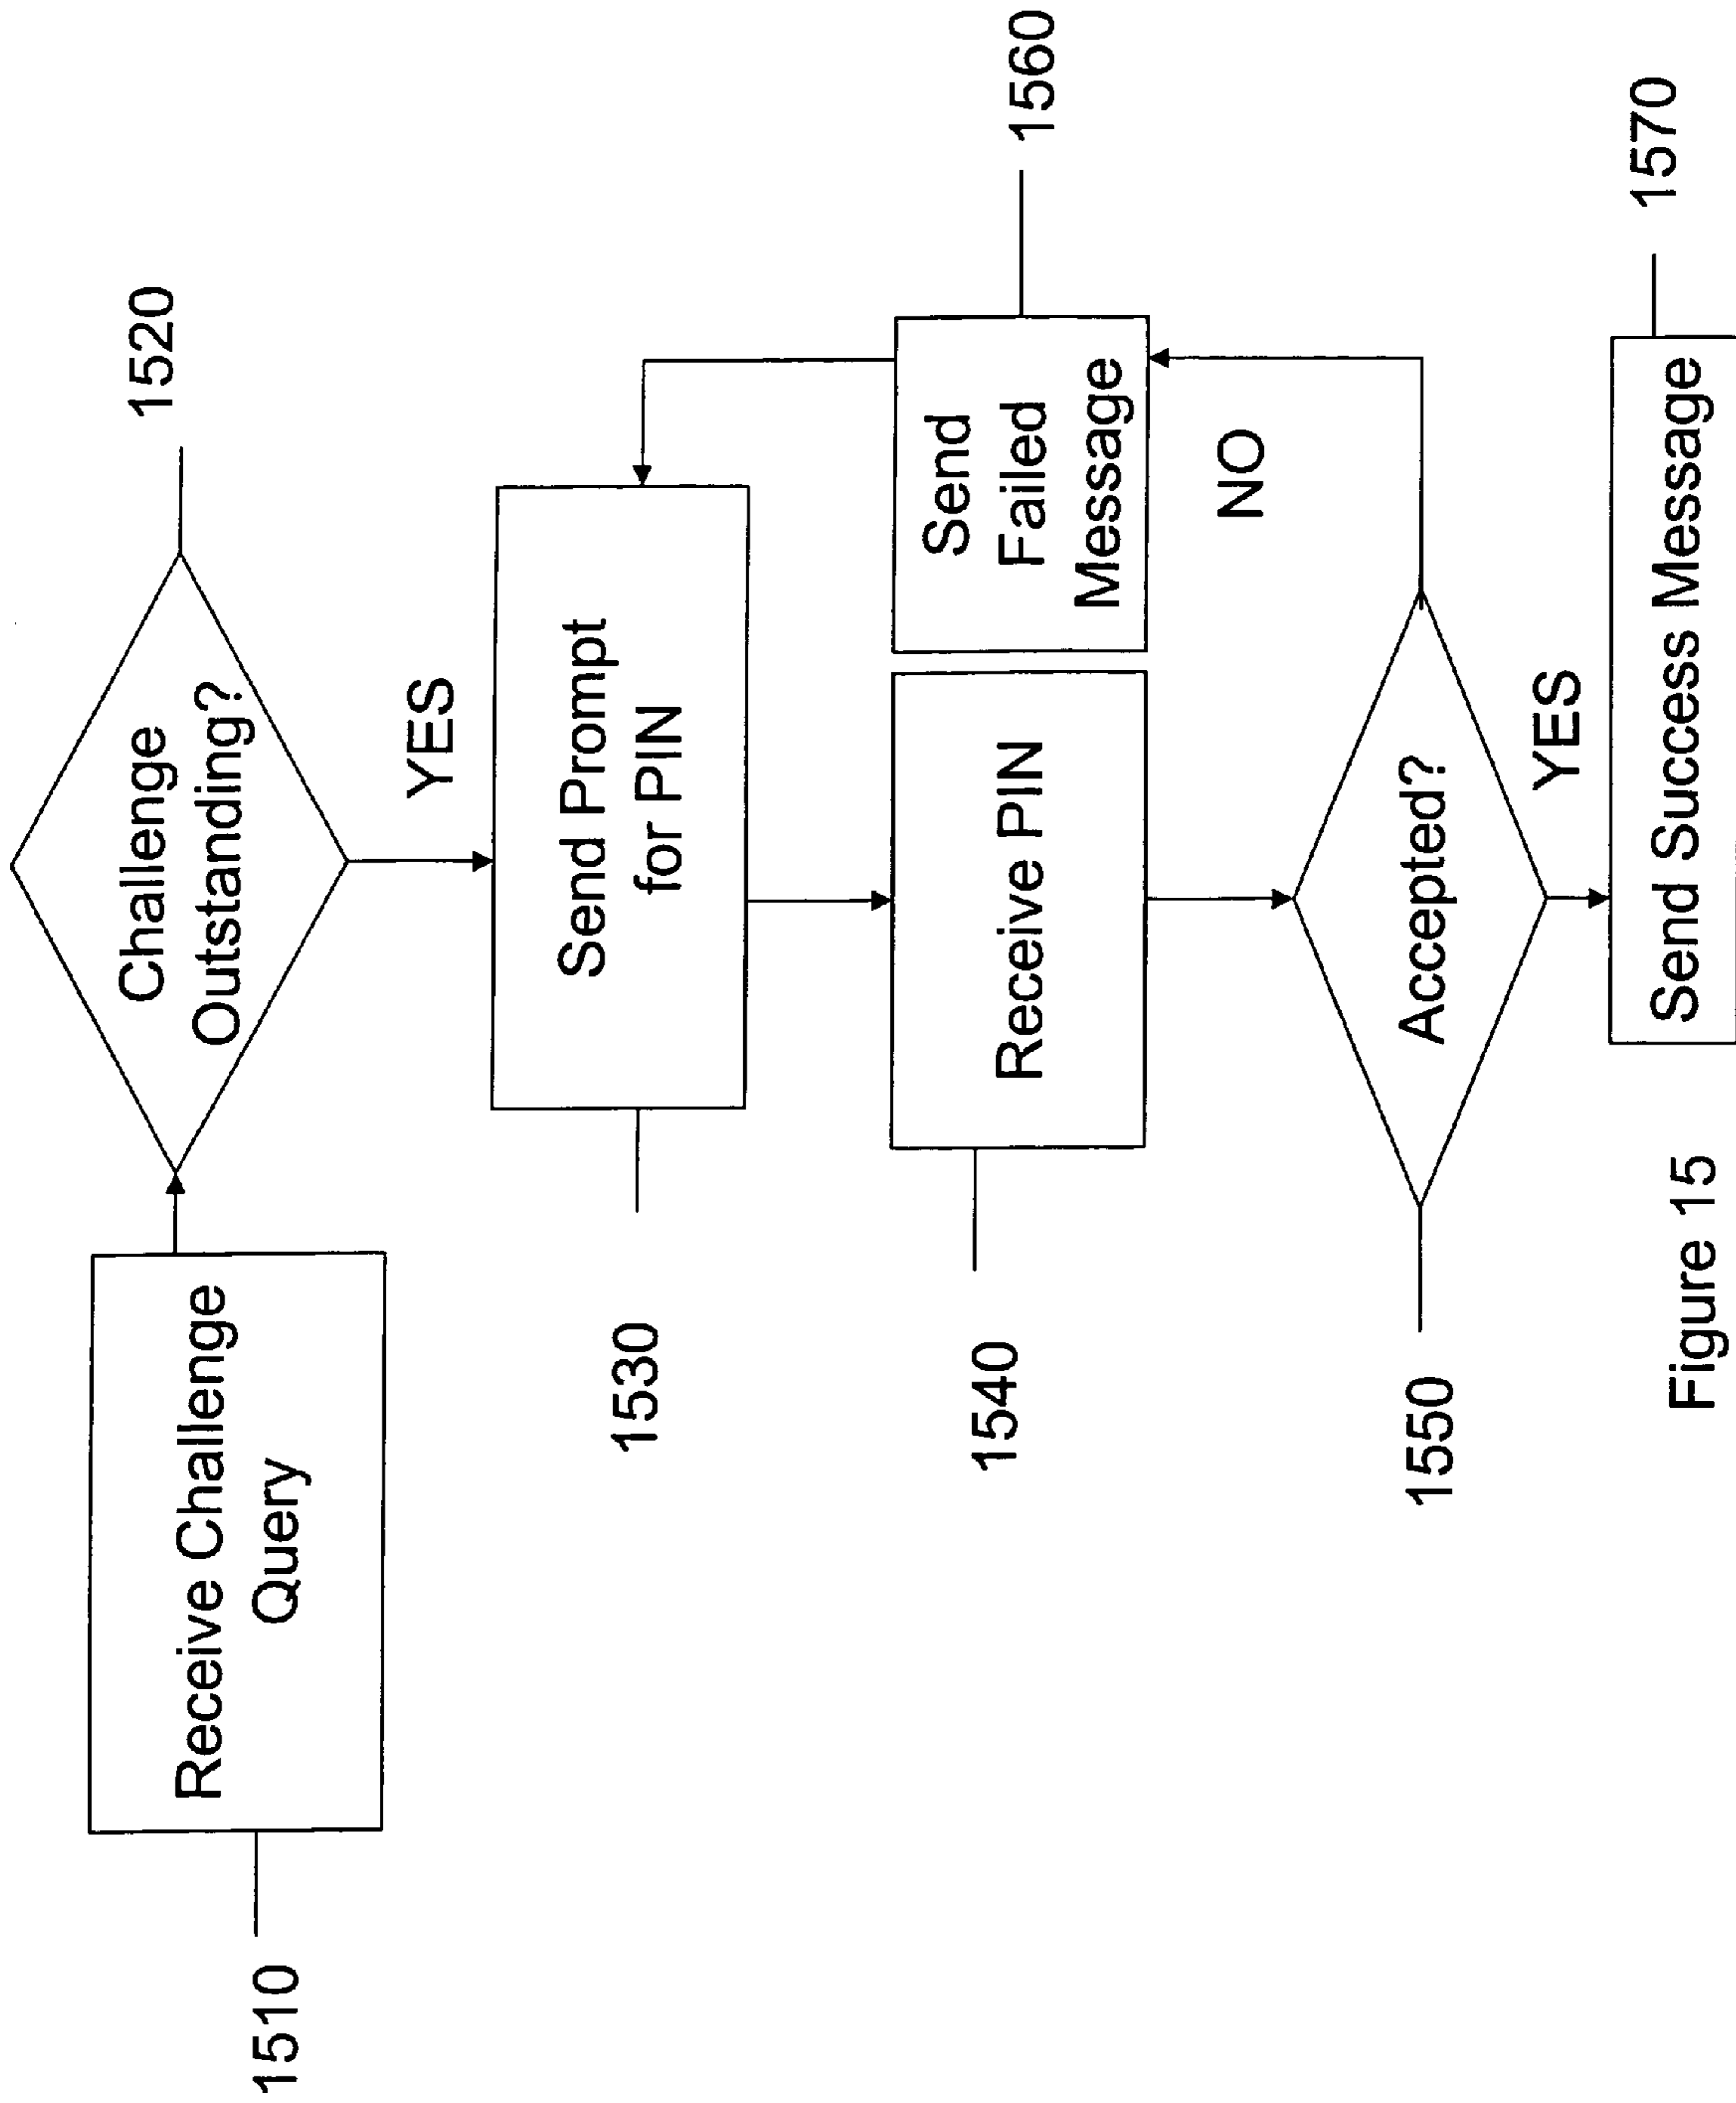 1510
Receive Challenge
Query
Challenge
Outstanding?
1520
YES
1530
Send Prompt
for PIN
1540
Receive PIN
Send
Failed
Message
1560
NO
1550
Accepted?
YES
Send Success Message
1570
Figure 15